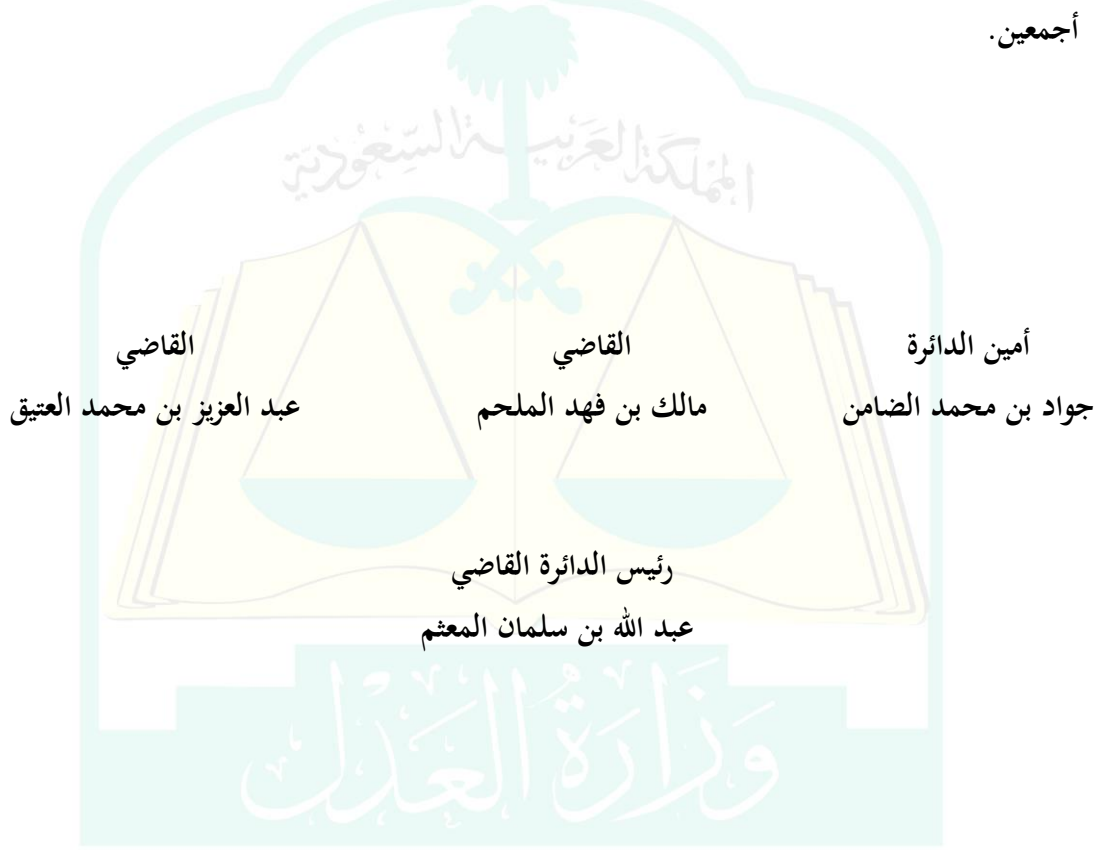 أجمعين.
المملكة العربية السعودية
أمين الدائرة القاضي القاضي
جواد بن محمد الضامن مالك بن فهد الملحم عبد العزيز بن محمد العتيق
رئيس الدائرة القاضي
عبد الله بن سلمان المعثم
وزارة العدل